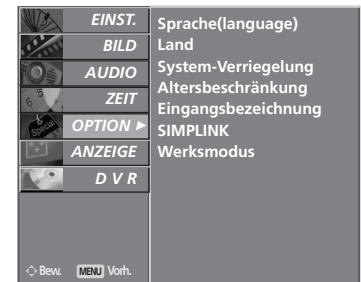 EINST.
BILD
AUDIO
ZEIT
OPTION ►
ANZEIGE
D V R
Sprache(language)
Land
System-Verriegelung
Altersbeschränkung
Eingangsbezeichnung
SIMPLINK
Werksmodus
Bew. MENU Vorh.